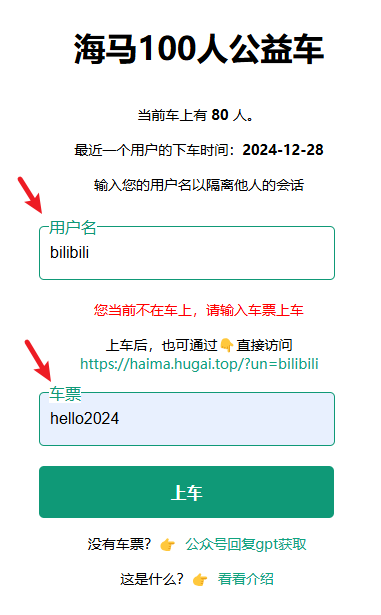 海马100人公益车
当前车上有 80 人。
最近一个用户的下车时间：2024-12-28
输入您的用户名以隔离他人的会话
用户名
bilibili
您当前不在车上，请输入车票上车
上车后，也可通过👇直接访问
https://haima.hugai.top/?un=bilibili
车票
hello2024
上车
没有车票？👉 公众号回复gpt获取
这是什么？👉 看看介绍